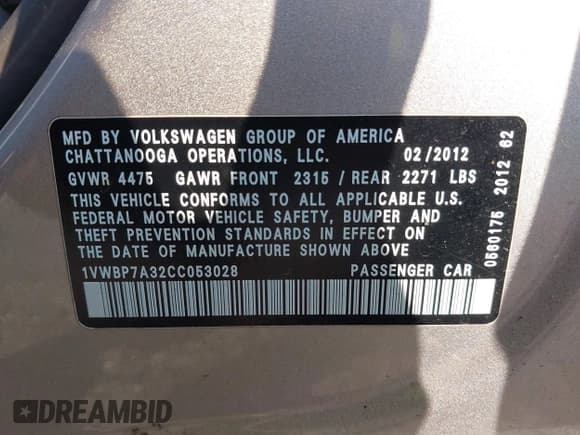 MFD BY VOLKSWAGEN GROUP OF AMERICA
CHATTANOOGA OPERATIONS, LLC. 02/2012
GVWR 4475 GAWR FRONT 2315 / REAR 2271 LBS
THIS VEHICLE CONFORMS TO ALL APPLICABLE U.S.
FEDERAL MOTOR VEHICLE SAFETY, BUMPER AND
THEFT PREVENTION STANDARDS IN EFFECT ON
THE DATE OF MANUFACTURE SHOWN ABOVE
1VWBP7A32CC053028 PASSENGER CAR
0560175 2012 62
DREAMBID